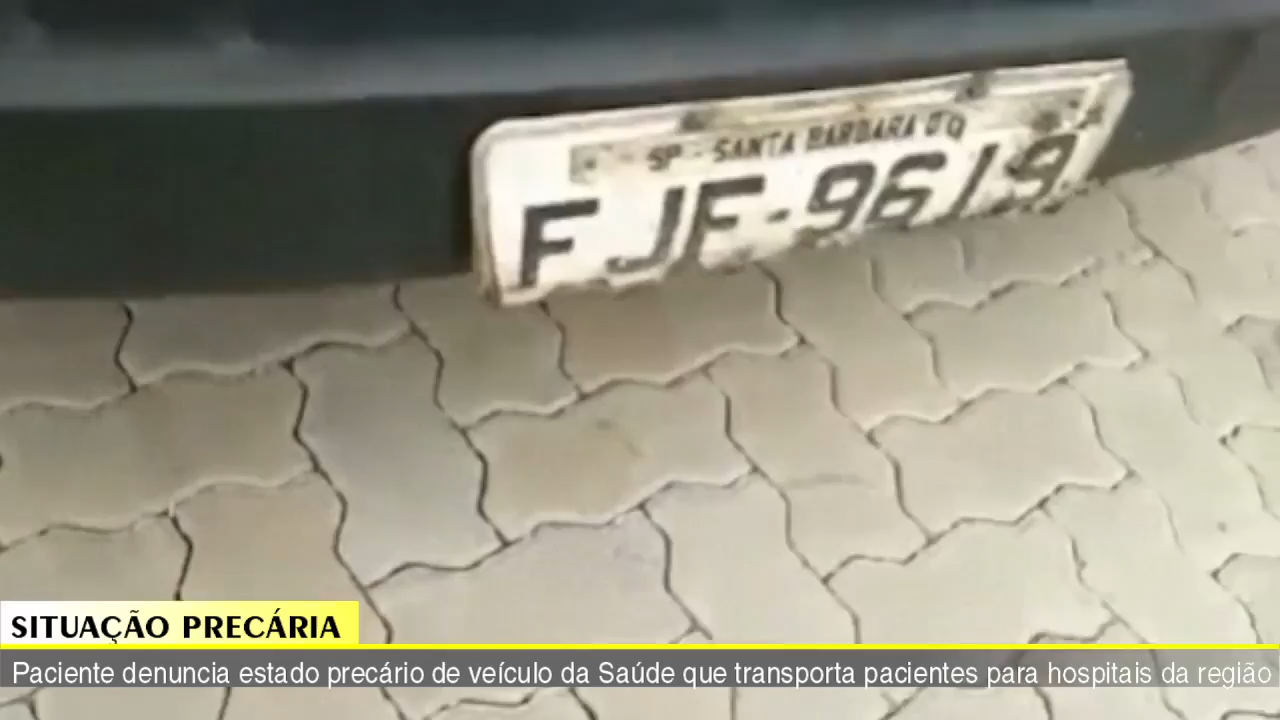 SP - SANTA BARBARA D O
FJF-9619
SITUAÇÃO PRECÁRIA
Paciente denuncia estado precário de veículo da Saúde que transporta pacientes para hospitais da região